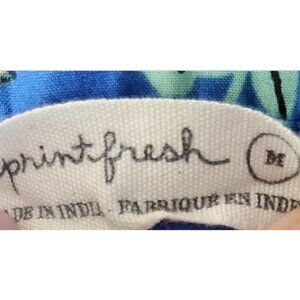 printfresh M
DE IN INDIA · FABRIQUE EN INDE